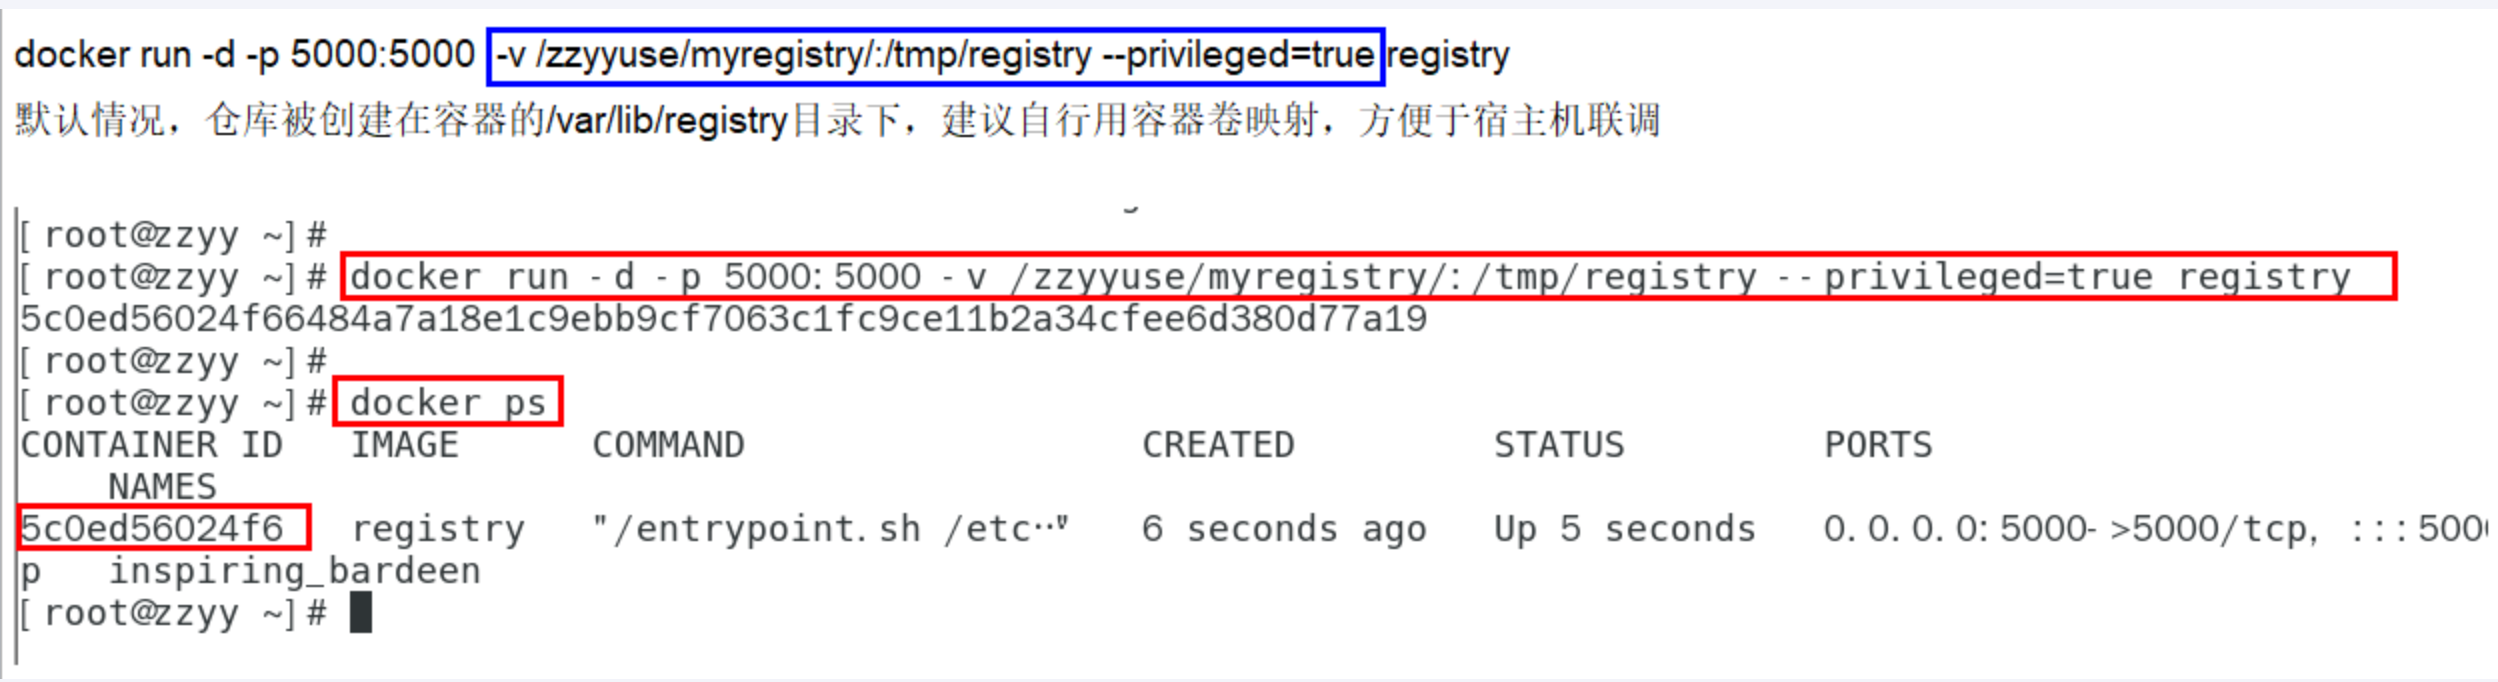 docker run -d -p 5000:5000 -v /zzyyuse/myregistry/:/tmp/registry --privileged=true registry
默认情况，仓库被创建在容器的/var/lib/registry目录下，建议自行用容器卷映射，方便于宿主机联调
[root@zzyy ~]#
[root@zzyy ~]# docker run -d -p 5000:5000 -v /zzyyuse/myregistry/:/tmp/registry --privileged=true registry
5c0ed56024f66484a7a18e1c9ebb9cf7063c1fc9ce11b2a34cfee6d380d77a19
[root@zzyy ~]#
[root@zzyy ~]# docker ps
CONTAINER ID   IMAGE      COMMAND                  CREATED         STATUS         PORTS
    NAMES
5c0ed56024f6   registry   "/entrypoint.sh /etc…"   6 seconds ago   Up 5 seconds   0.0.0.0:5000->5000/tcp, :::500
p   inspiring_bardeen
[root@zzyy ~]#